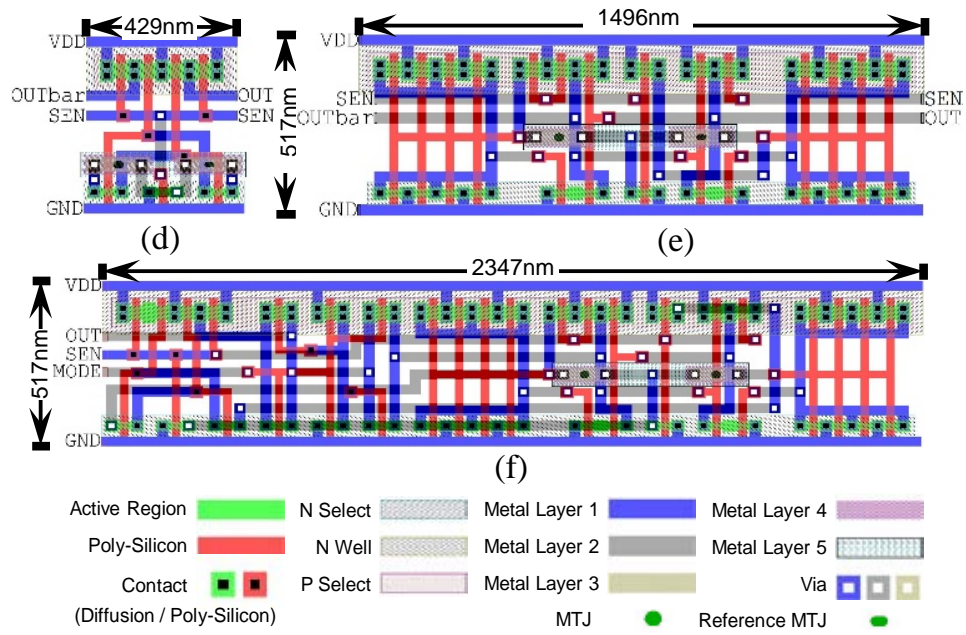 429nm
1496nm
VDD
VDD
OUTbar
OUT
SEN
SEN
517nm
SEN
SEN
OUTbar
OUT
GND
GND
(d)
(e)
2347nm
VDD
OUT
SEN
MODE
517nm
GND
(f)
Active Region
N Select
Metal Layer 1
Metal Layer 4
Poly-Silicon
N Well
Metal Layer 2
Metal Layer 5
Contact
P Select
Metal Layer 3
Via
(Diffusion / Poly-Silicon)
MTJ
Reference MTJ